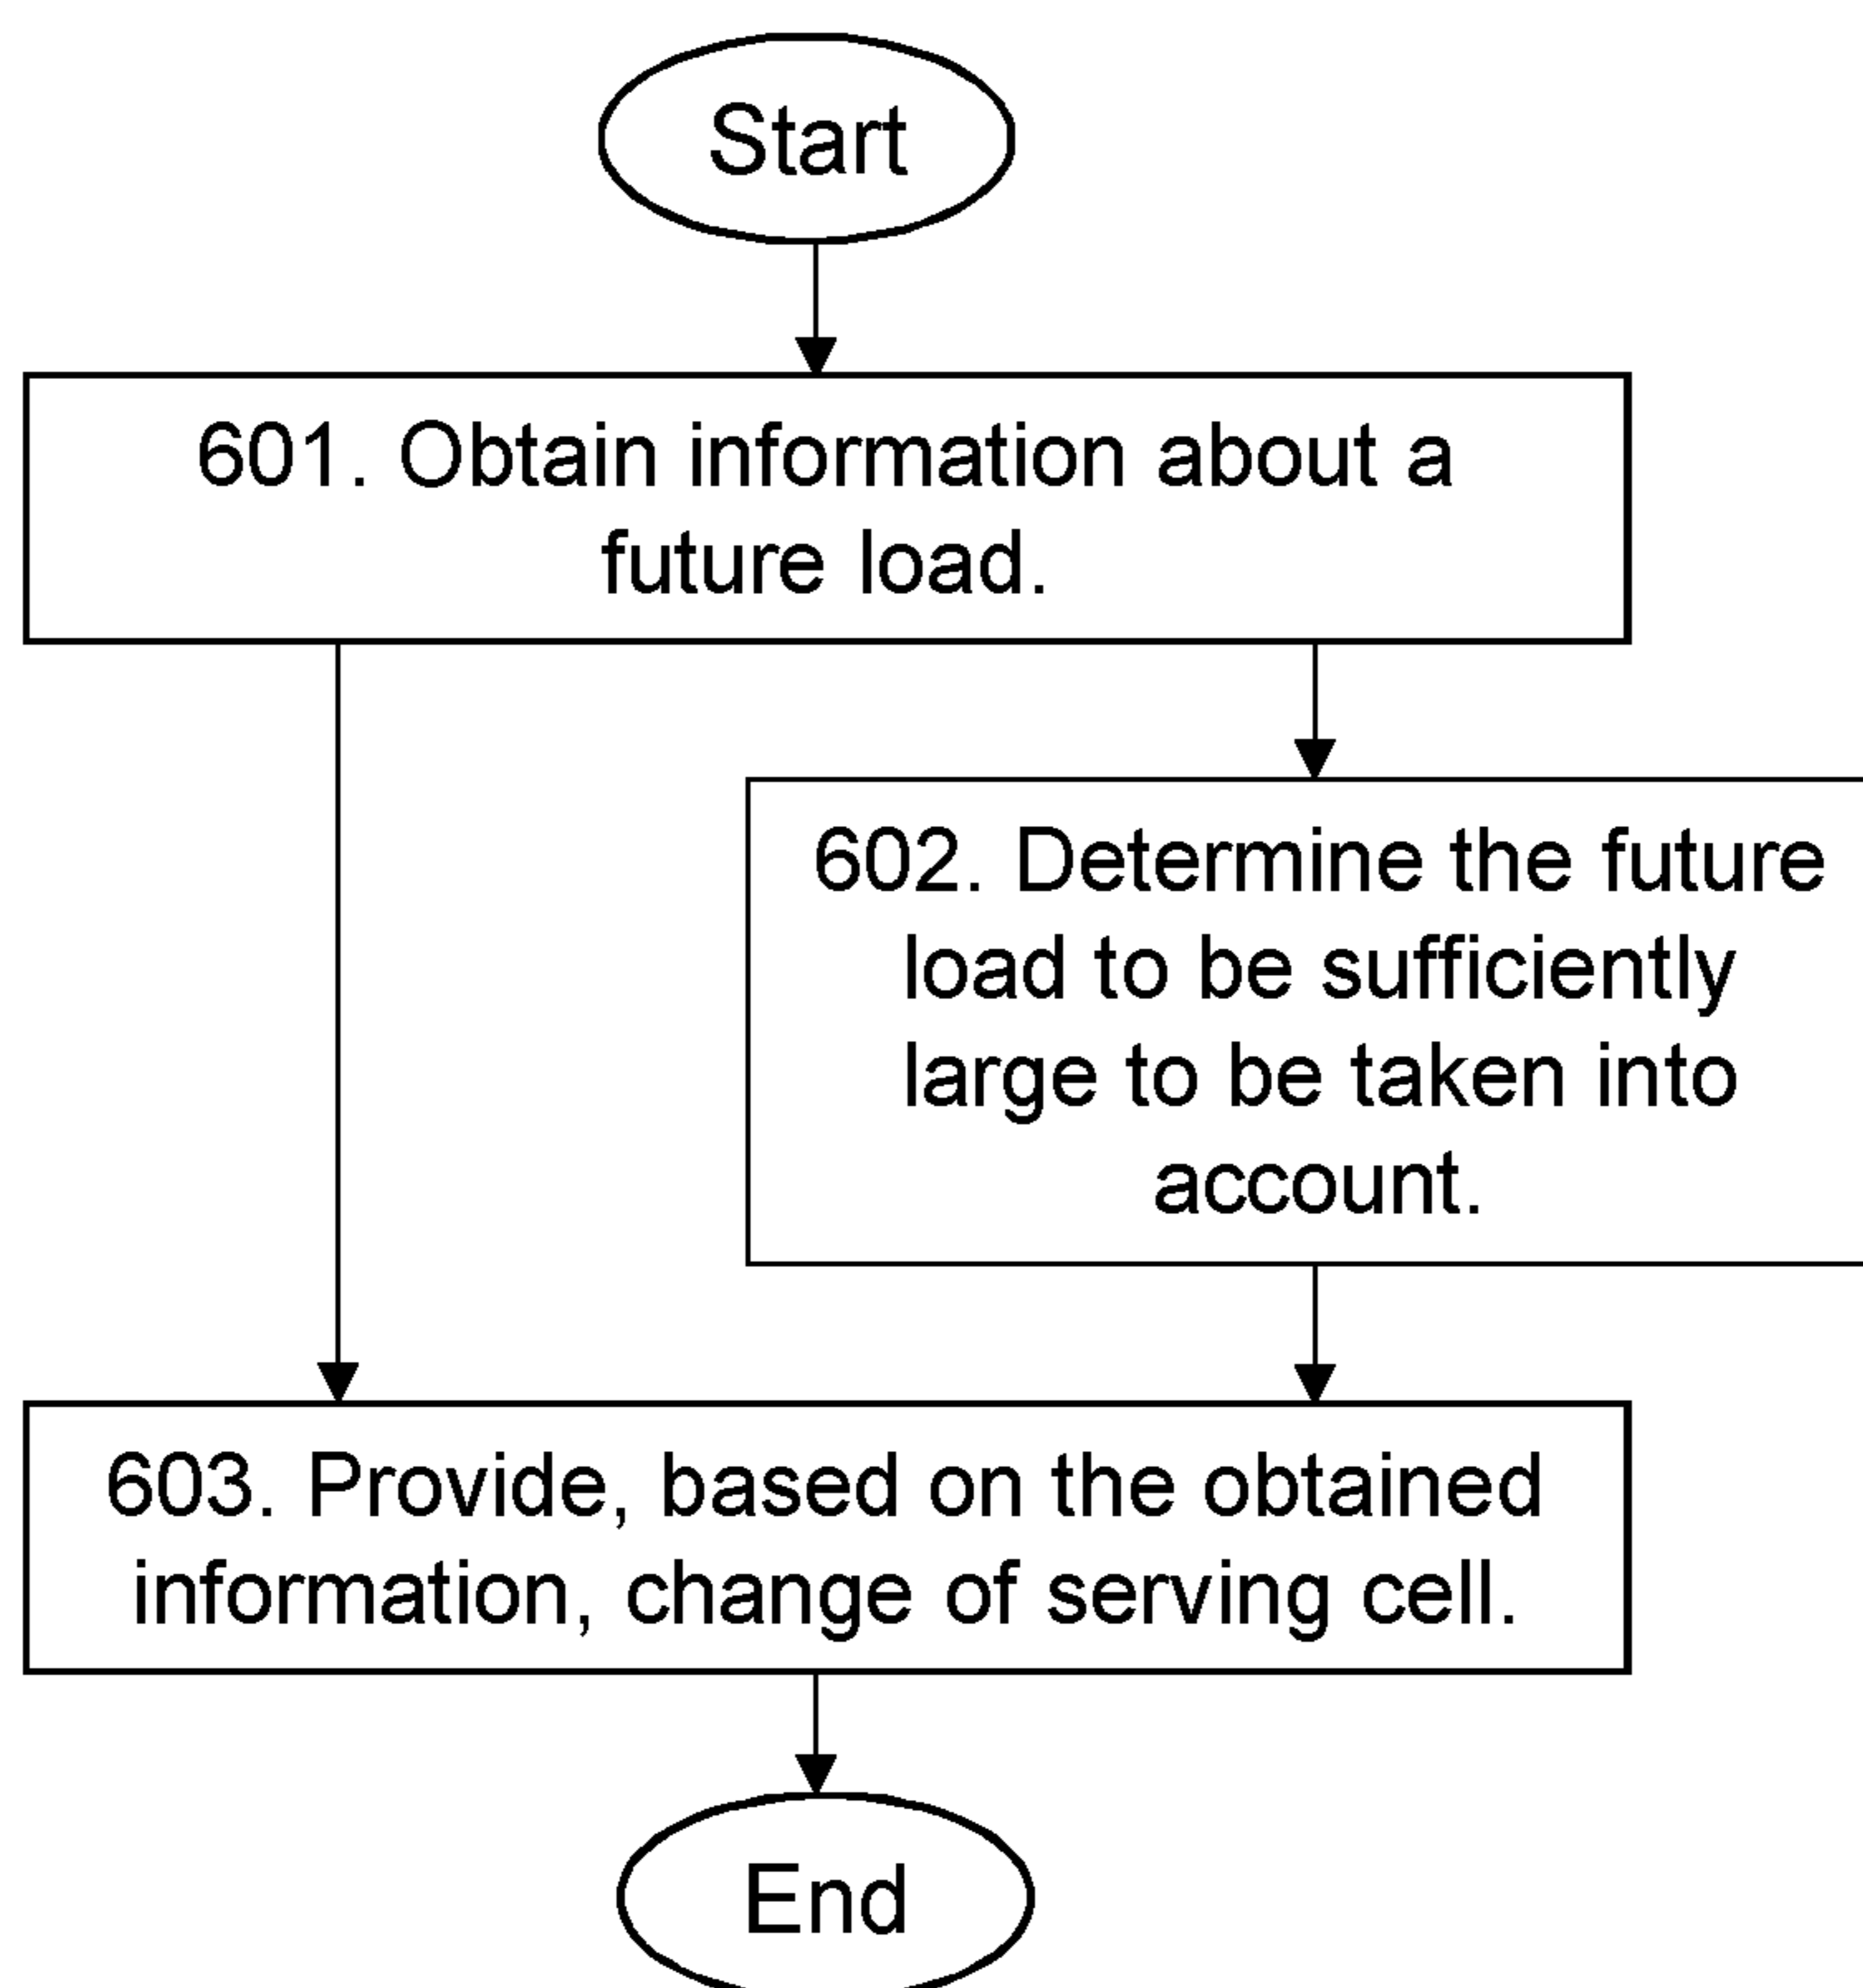 Start
601. Obtain information about a
future load.
602. Determine the future
load to be sufficiently
large to be taken into
account.
603. Provide, based on the obtained
information, change of serving cell.
End